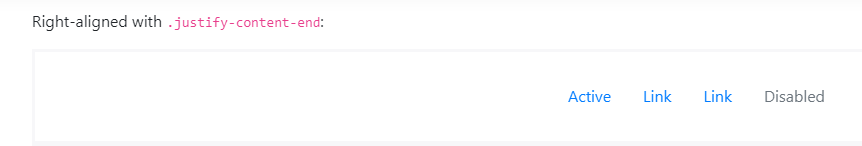 Right-aligned with .justify-content-end:
Active Link Link Disabled